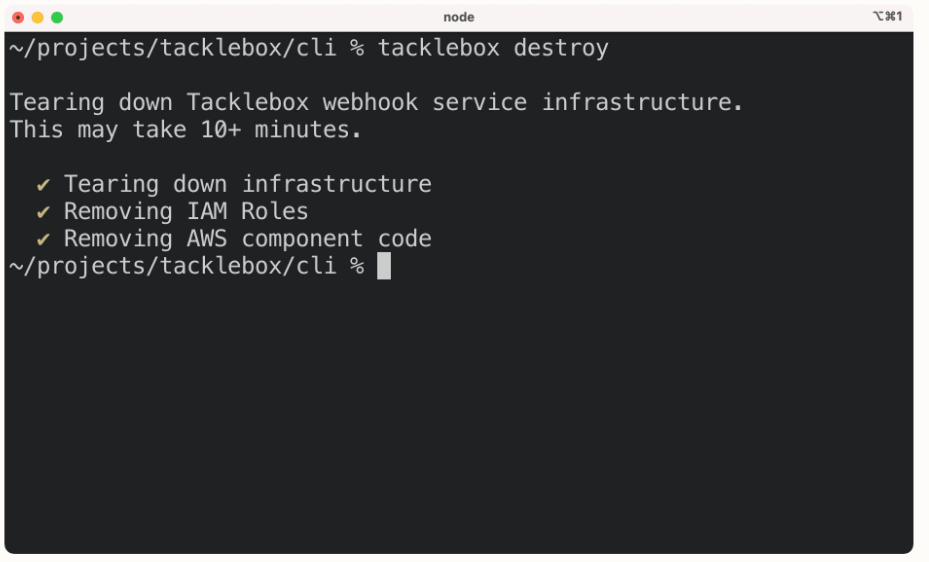 node
⌥⌘1
~/projects/tacklebox/cli % tacklebox destroy
Tearing down Tacklebox webhook service infrastructure.
This may take 10+ minutes.
✔ Tearing down infrastructure
✔ Removing IAM Roles
✔ Removing AWS component code
~/projects/tacklebox/cli %